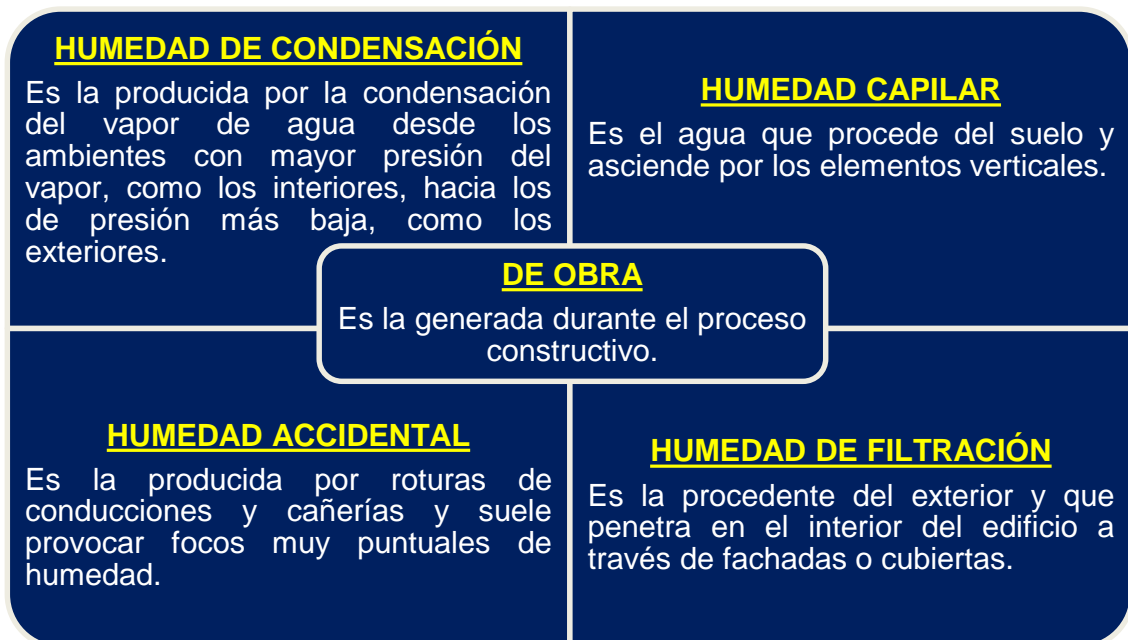 HUMEDAD DE CONDENSACIÓN
Es la producida por la condensación
del vapor de agua desde los
ambientes con mayor presión del
vapor, como los interiores, hacia los
de presión más baja, como los
exteriores.
HUMEDAD CAPILAR
Es el agua que procede del suelo y
asciende por los elementos verticales.
DE OBRA
Es la generada durante el proceso
constructivo.
HUMEDAD ACCIDENTAL
Es la producida por roturas de
conducciones y cañerías y suele
provocar focos muy puntuales de
humedad.
HUMEDAD DE FILTRACIÓN
Es la procedente del exterior y que
penetra en el interior del edificio a
través de fachadas o cubiertas.